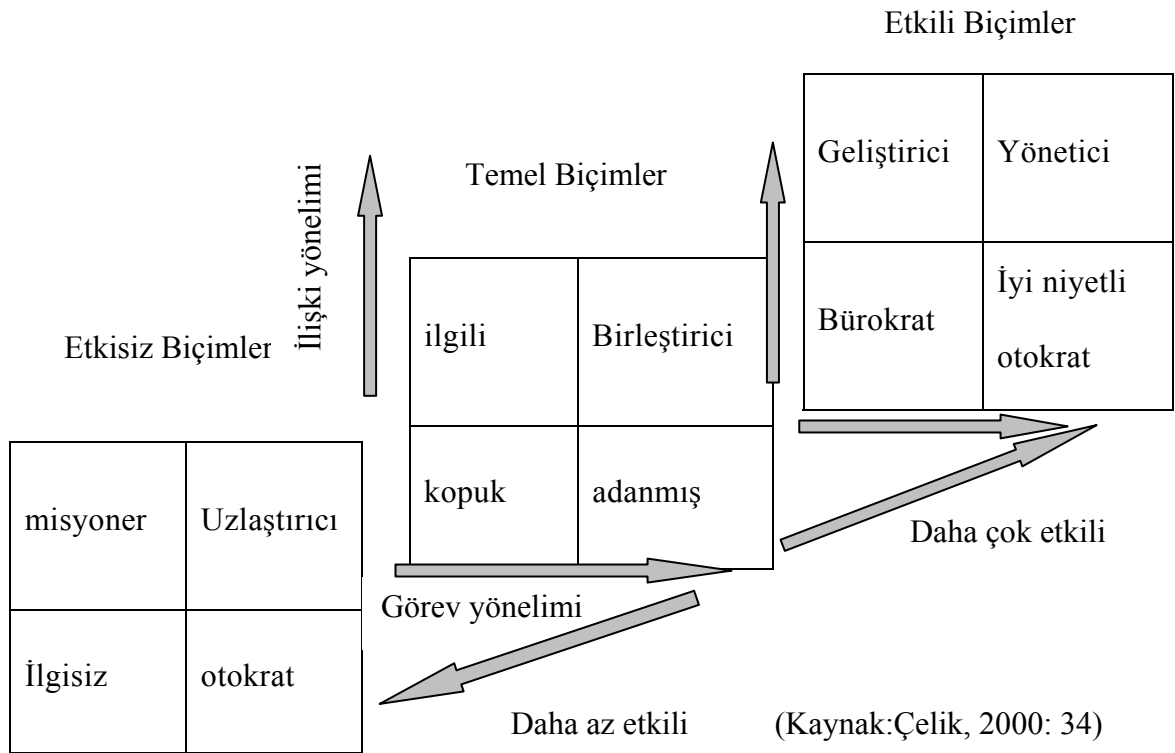 Etkili Biçimler
Geliştirici
Yönetici
Bürokrat
İyi niyetli
otokrat
İlişki yönelimi
Temel Biçimler
ilgili
Birleştirici
kopuk
adanmış
Etkisiz Biçimler
misyoner
Uzlaştırıcı
İlgisiz
otokrat
Daha çok etkili
Görev yönelimi
Daha az etkili
(Kaynak:Çelik, 2000: 34)